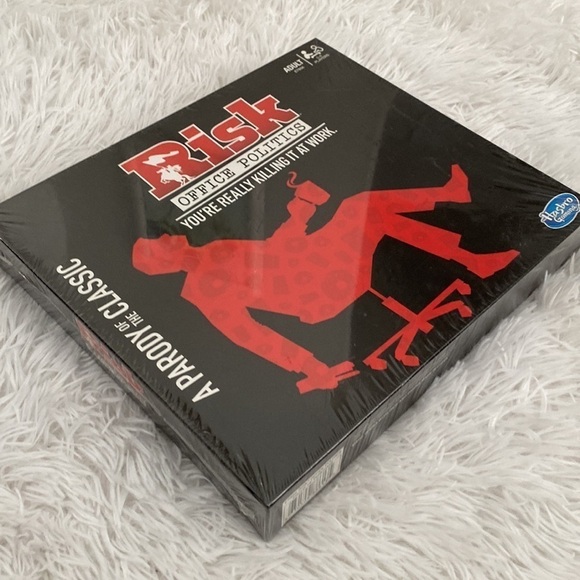 ADULT
Risk
OFFICE POLITICS
YOU'RE REALLY KILLING IT AT WORK.
Hasbro
Gaming
A PARODY OF THE CLASSIC